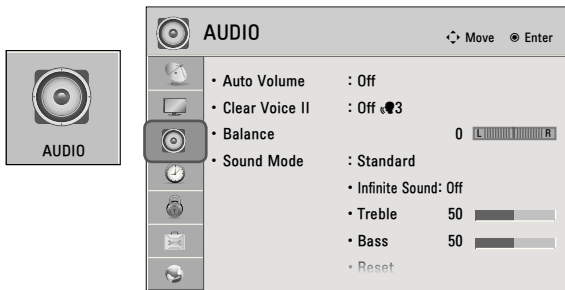 AUDIO
AUDIO
Move Enter
• Auto Volume : Off
• Clear Voice II : Off 3
• Balance 0 L R
• Sound Mode : Standard
• Infinite Sound: Off
• Treble 50
• Bass 50
• Reset